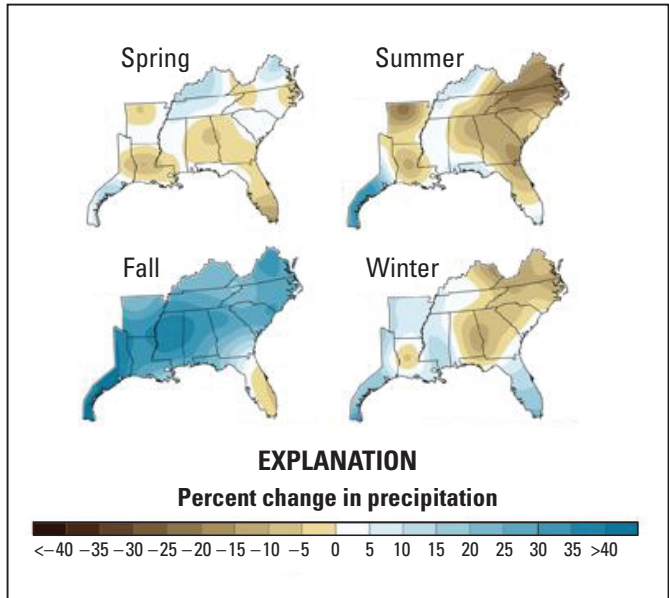 Spring Summer
Fall Winter
EXPLANATION
Percent change in precipitation
<−40 −35 −30 −25 −20 −15 −10 −5 0 5 10 15 20 25 30 35 >40